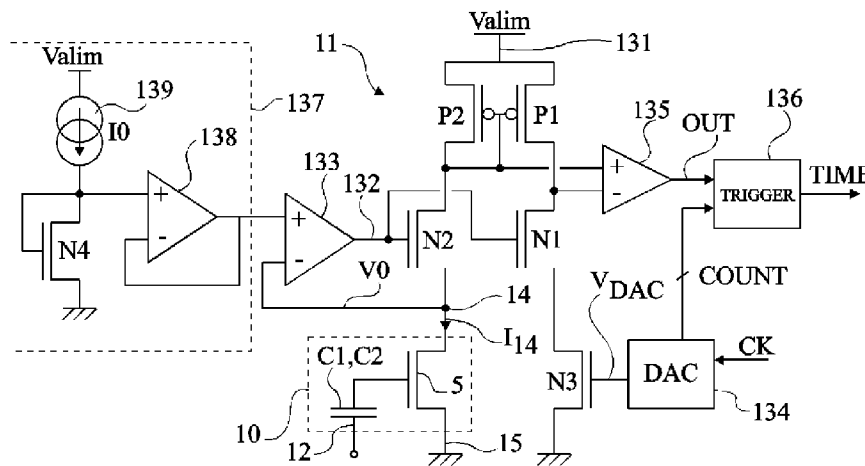 Valim
131
11
Valim
139
137
I0
P2
P1
135
OUT
136
138
133
132
+
-
+
-
+
-
TRIGGER
TIME
N4
N2
N1
V0
14
COUNT
VDAC
I14
C1,C2
5
N3
DAC
CK
10
12
15
134